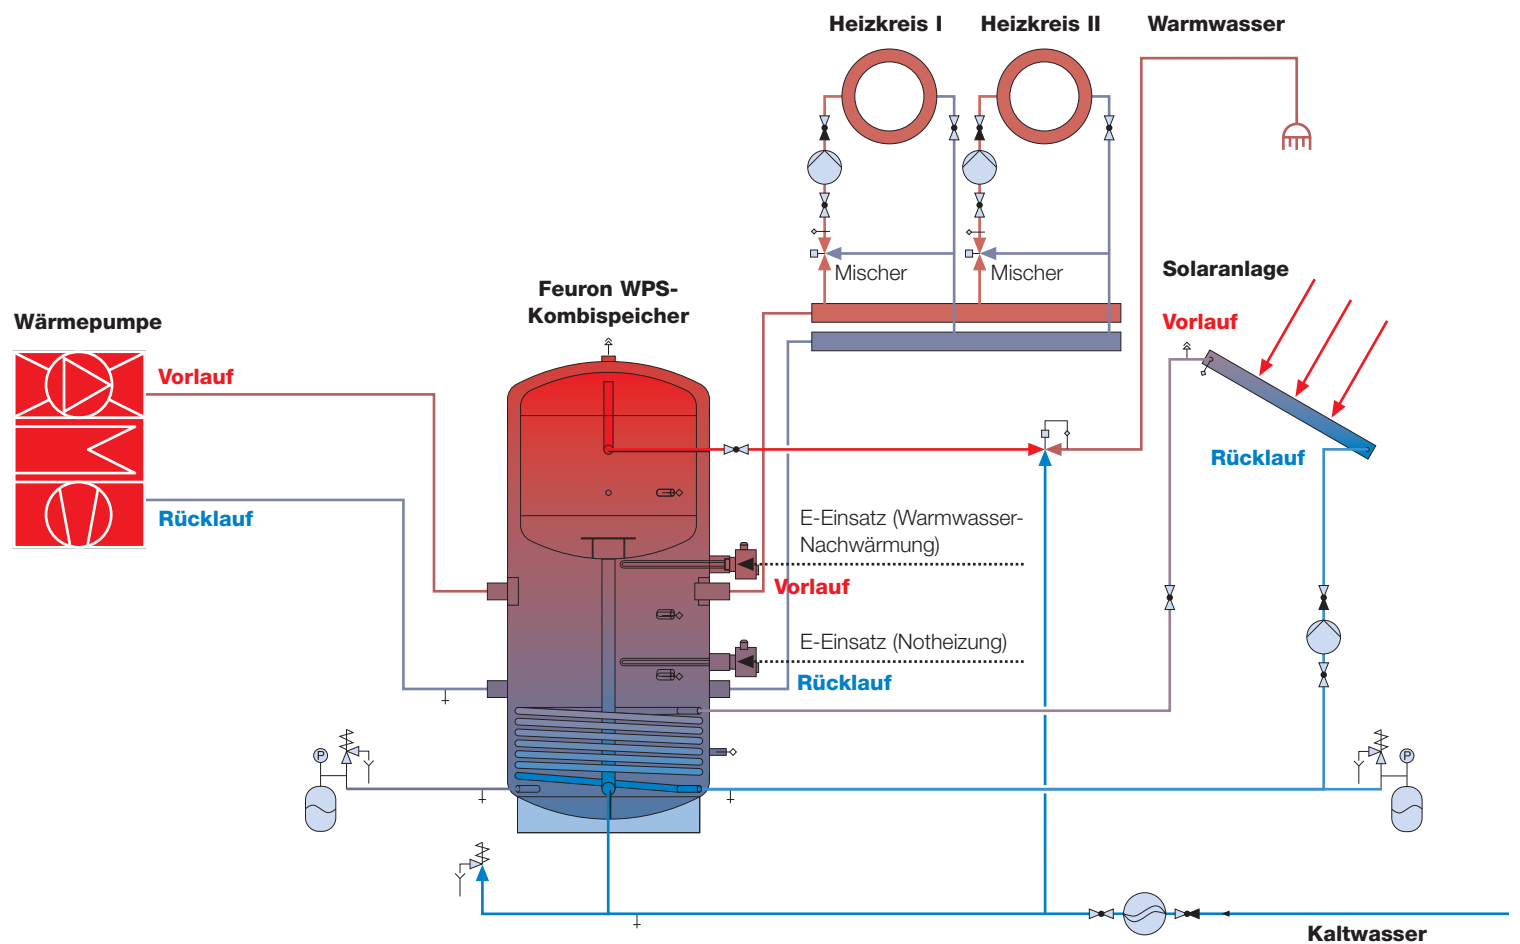 Heizkreis I
Heizkreis II
Warmwasser
Mischer
Mischer
Solaranlage
Feuron WPS-
Kombispeicher
Wärmepumpe
Vorlauf
Vorlauf
Rücklauf
Rücklauf
E-Einsatz (Warmwasser-
Nachwärmung)
Vorlauf
E-Einsatz (Notheizung)
Rücklauf
P
P
Kaltwasser